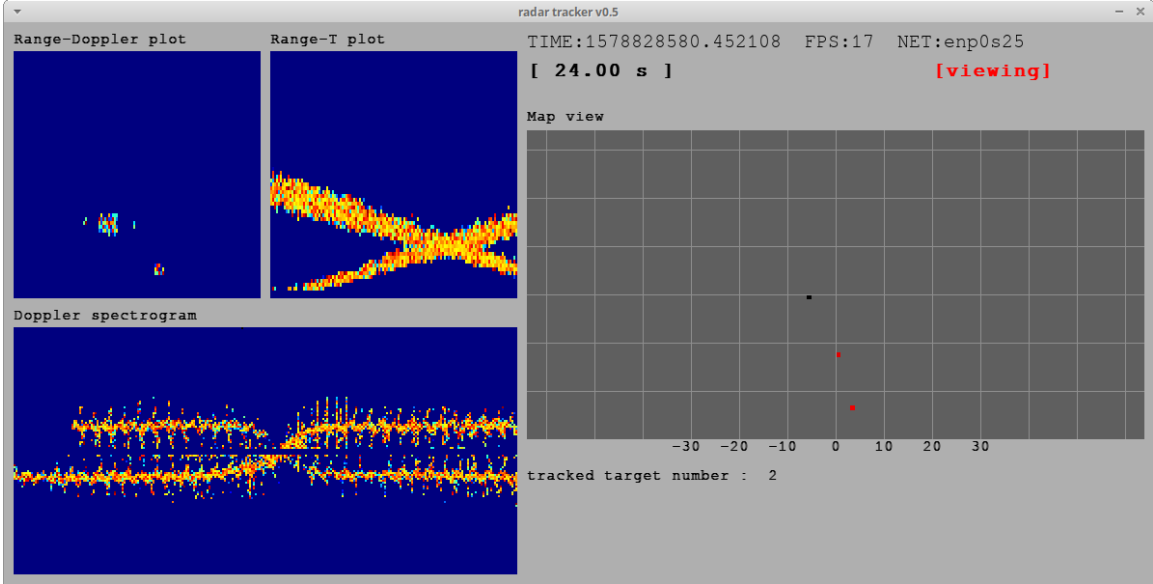 radar tracker v0.5
Range-Doppler plot
Range-T plot
TIME:1578828580.452108 FPS:17 NET:enp0s25
[ 24.00 s ]
[viewing]
Map view
Doppler spectrogram
-30 -20 -10 0 10 20 30
tracked target number : 2